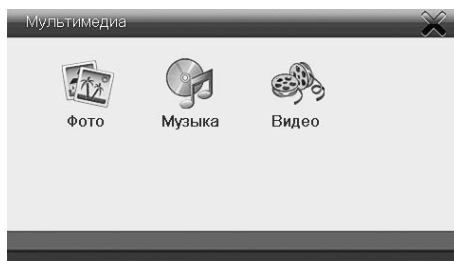 Мультимедиа
Фото Музыка Видео